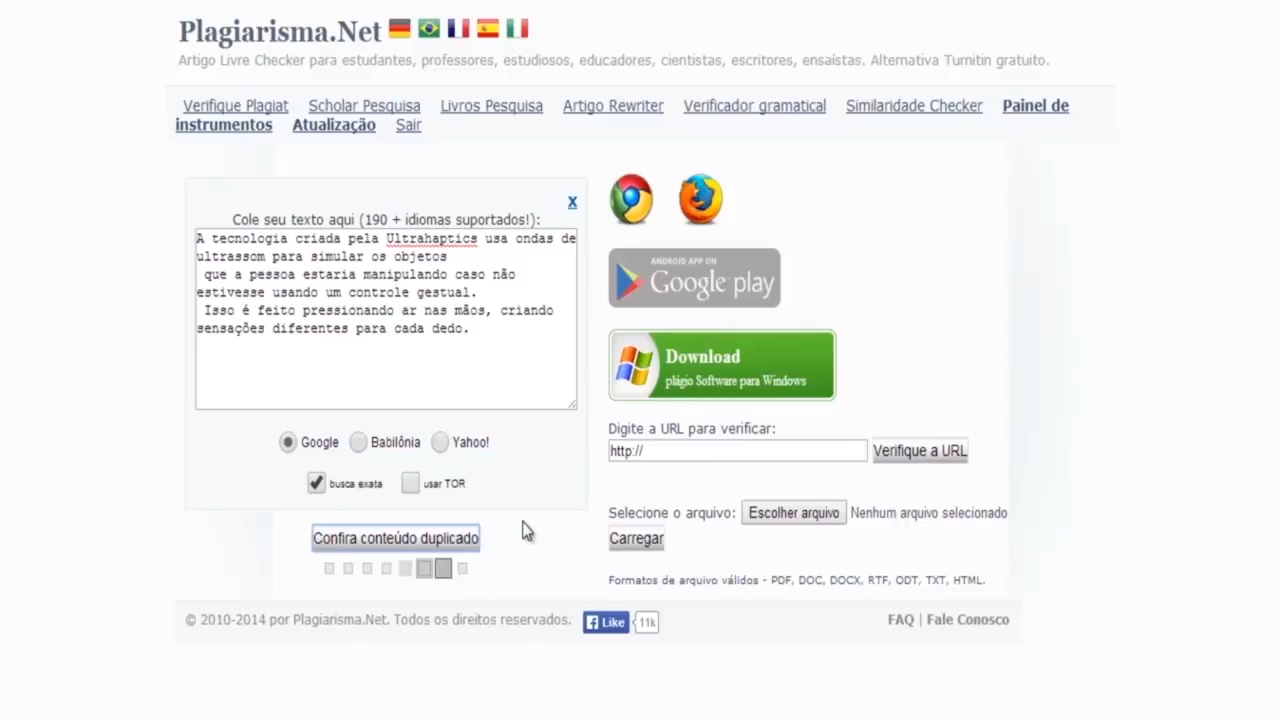 Plagiarisma.Net
Artigo Livre Checker para estudantes, professores, estudiosos, educadores, cientistas, escritores, ensaístas. Alternativa Turnitin gratuito.
Verifique Plagiat Scholar Pesquisa Livros Pesquisa Artigo Rewriter Verificador gramatical Similaridade Checker Painel de
instrumentos Atualização Sair
X
Cole seu texto aqui (190 + idiomas suportados!):
A tecnologia criada pela Ultrahaptics usa ondas de
ultrassom para simular os objetos
que a pessoa estaria manipulando caso não
estivesse usando um controle gestual.
Isso é feito pressionando ar nas mãos, criando
sensações diferentes para cada dedo.
Google Babilônia Yahoo!
busca exata usar TOR
Confira conteúdo duplicado
ANDROID APP ON
Google play
Download
plágio Software para Windows
Digite a URL para verificar:
http:// Verifique a URL
Selecione o arquivo: Escolher arquivo Nenhum arquivo selecionado
Carregar
Formatos de arquivo válidos - PDF, DOC, DOCX, RTF, ODT, TXT, HTML.
© 2010-2014 por Plagiarisma.Net. Todos os direitos reservados. Like 11k FAQ | Fale Conosco